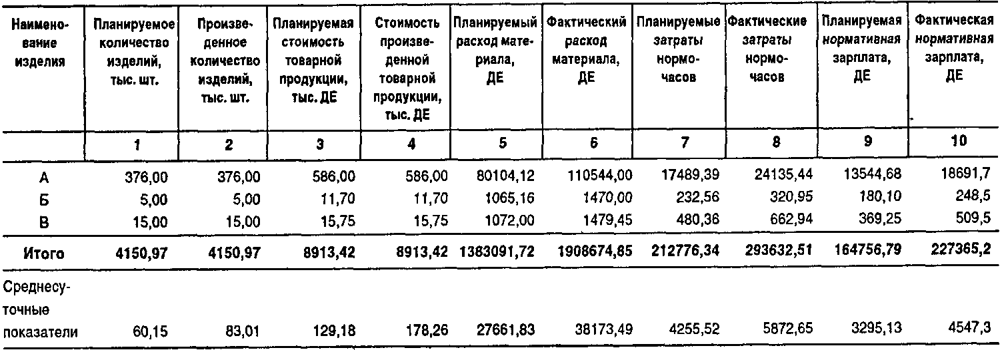 Наимено- Планируемое Произве- Планируемая Стоимость Планируемый Фактический Планируемые Фактические Планируемая Фактическая
вание количество денное стоимость произве- расход мате- расход затраты затраты нормативная нормативная
изделия изделий, количество товарной денной риала, материала, нормо- нормо- зарплата, зарплата,
тыс. шт. изделий, продукции, товарной ДЕ ДЕ часов часов ДЕ ДЕ
тыс. шт. тыс. ДЕ продукции,
тыс. ДЕ
1 2 3 4 5 6 7 8 9 10
А 376,00 376,00 586,00 586,00 80104,12 110544,00 17489,39 24135,44 13544,68 18691,7
Б 5,00 5,00 11,70 11,70 1065,16 1470,00 232,56 320,95 180,10 248,5
В 15,00 15,00 15,75 15,75 1072,00 1479,45 480,36 662,94 369,25 509,5
Итого 4150,97 4150,97 8913,42 8913,42 1383091,72 1908674,85 212776,34 293632,51 164756,79 227365,2
Среднесу-
точные
показатели 60,15 83,01 129,18 178,26 27661,83 38173,49 4255,52 5872,65 3295,13 4547,3